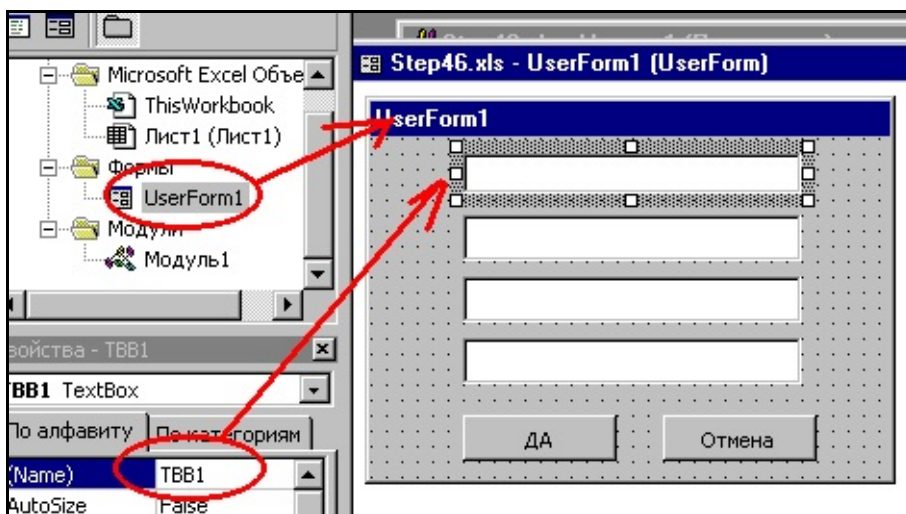 Microsoft Excel Объе
ThisWorkbook
Лист1 (Лист1)
Формы
UserForm1
Модули
Модуль1
войства - TBB1
TBB1 TextBox
По алфавиту По категориям
(Name) TBB1
AutoSize False
Step46.xls - UserForm1 (UserForm)
UserForm1
ДА Отмена